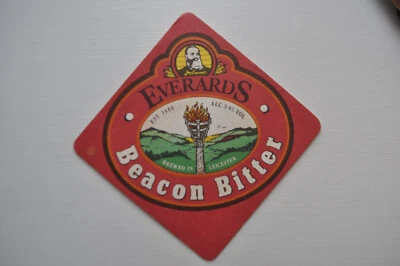 EVERARDS
EST. 1849
ALC 3.8% VOL
BREWED IN LEICESTER
Beacon Bitter